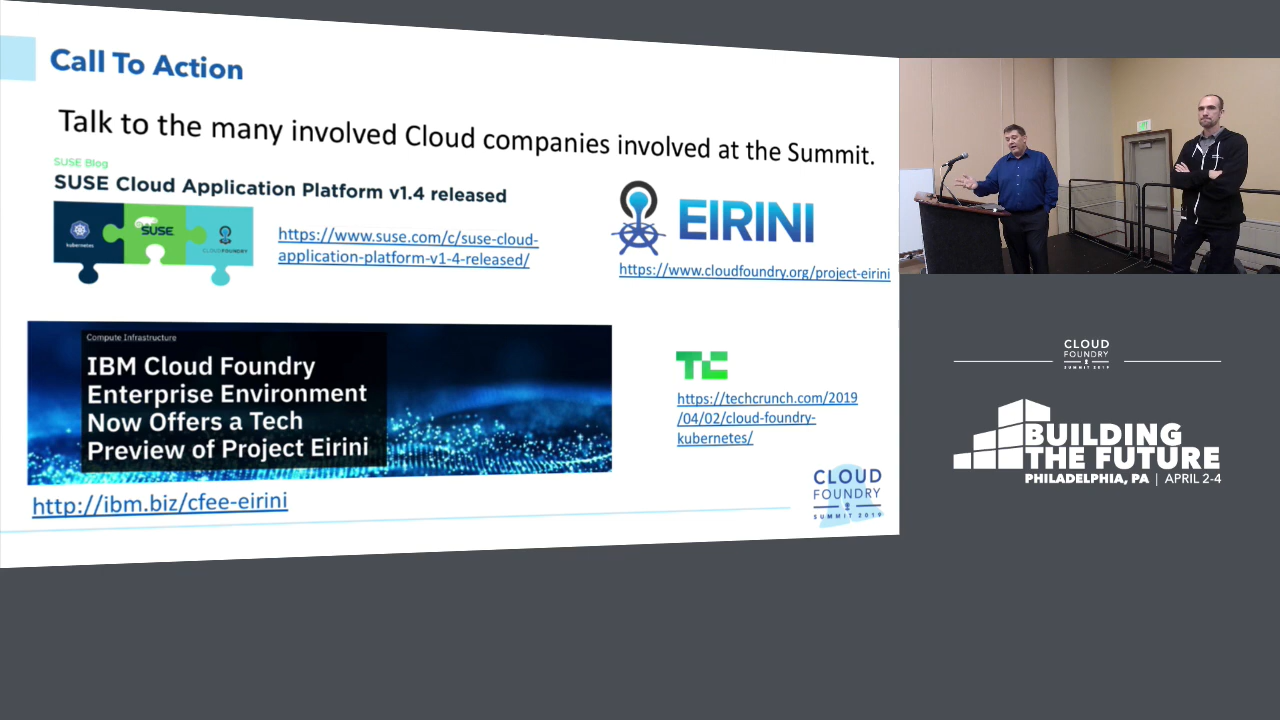 Call To Action
Talk to the many involved Cloud companies involved at the Summit.
SUSE Blog
SUSE Cloud Application Platform v1.4 released
kubernetes
SUSE
CLOUD FOUNDRY
https://www.suse.com/c/suse-cloud-
application-platform-v1-4-released/
EIRINI
https://www.cloudfoundry.org/project-eirini
Compute Infrastructure
IBM Cloud Foundry
Enterprise Environment
Now Offers a Tech
Preview of Project Eirini
http://ibm.biz/cfee-eirini
TC
https://techcrunch.com/2019
/04/02/cloud-foundry-
kubernetes/
CLOUD
FOUNDRY
SUMMIT 2019
CLOUD
FOUNDRY
SUMMIT 2019
BUILDING
THE FUTURE
PHILADELPHIA, PA | APRIL 2-4